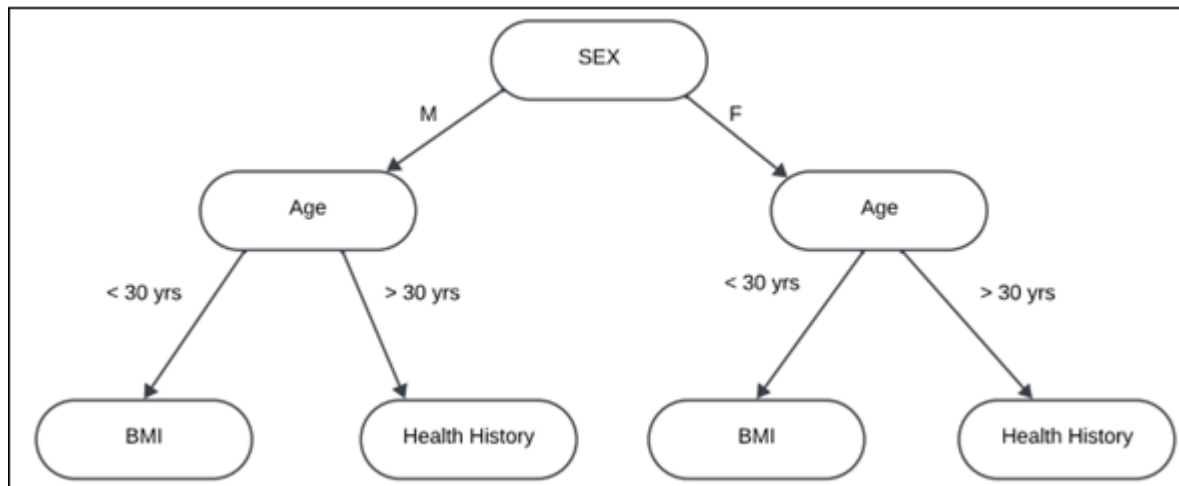 SEX
M
F
Age
Age
< 30 yrs
> 30 yrs
< 30 yrs
> 30 yrs
BMI
Health History
BMI
Health History